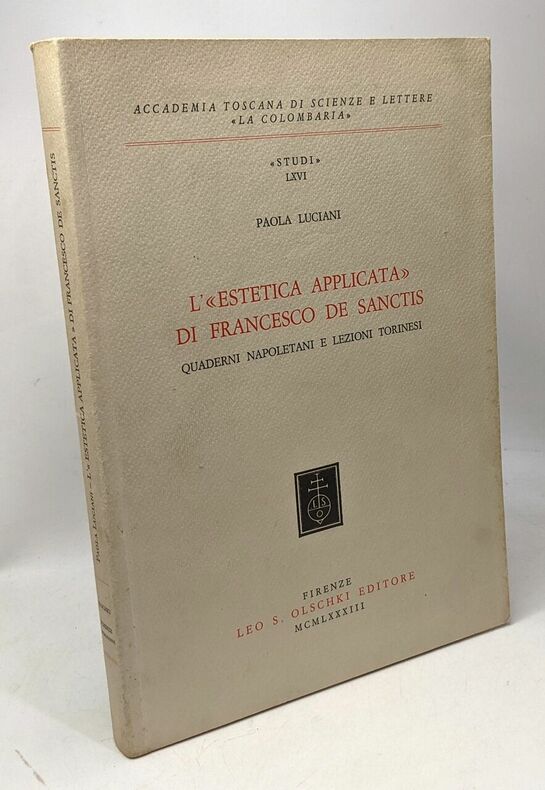 ACCADEMIA TOSCANA DI SCIENZE E LETTERE
«LA COLOMBARIA»
«STUDI»
LXVI
PAOLA LUCIANI
L'«ESTETICA APPLICATA»
DI FRANCESCO DE SANCTIS
QUADERNI NAPOLETANI E LEZIONI TORINESI
LSO
FIRENZE
LEO S. OLSCHKI EDITORE
MCMLXXXIII
PAOLA LUCIANI – L'« ESTETICA APPLICATA » DI FRANCESCO DE SANCTIS